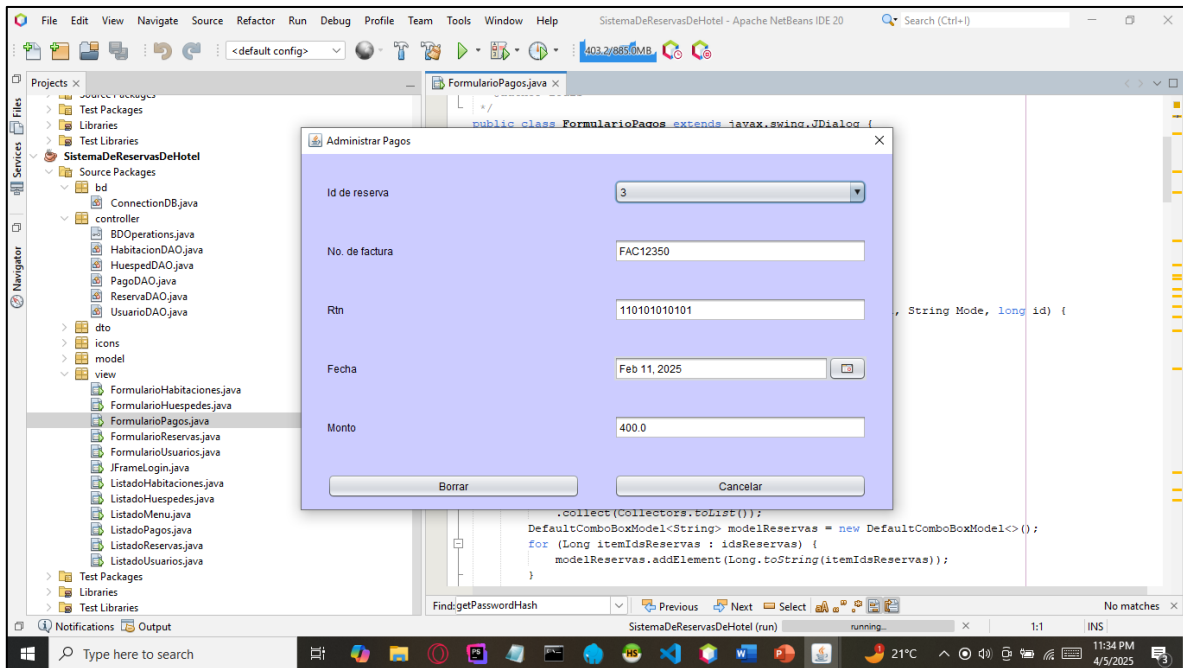 File Edit View Navigate Source Refactor Run Debug Profile Team Tools Window Help SistemaDeReservasDeHotel - Apache NetBeans IDE 20 Search (Ctrl+I)
<default config> 403.2/885.0MB
Projects FormularioPagos.java
Files
Services
Navigator
Source Packages
Test Packages
Libraries
Test Libraries
SistemaDeReservasDeHotel
Source Packages
bd
ConnectionDB.java
controller
BDOperations.java
HabitacionDAO.java
HuespedDAO.java
PagoDAO.java
ReservaDAO.java
UsuarioDAO.java
dto
icons
model
view
FormularioHabitaciones.java
FormularioHuespedes.java
FormularioPagos.java
FormularioReservas.java
FormularioUsuarios.java
JFrameLogin.java
ListadoHabitaciones.java
ListadoHuespedes.java
ListadoMenu.java
ListadoPagos.java
ListadoReservas.java
ListadoUsuarios.java
Test Packages
Libraries
Test Libraries
*/
public class FormularioPagos extends javax.swing.JDialog {
, String Mode, long id) {
Administrar Pagos
Id de reserva 3
No. de factura FAC12350
Rtn 110101010101
Fecha Feb 11, 2025
Monto 400.0
Borrar Cancelar
.collect(Collectors.toList());
DefaultComboBoxModel<String> modelReservas = new DefaultComboBoxModel<>();
for (Long itemIdsReservas : idsReservas) {
modelReservas.addElement(Long.toString(itemIdsReservas));
}
Find: getPasswordHash Previous Next Select No matches
Notifications Output SistemaDeReservasDeHotel (run) running... 1:1 INS
Type here to search 21°C 11:34 PM
4/5/2025